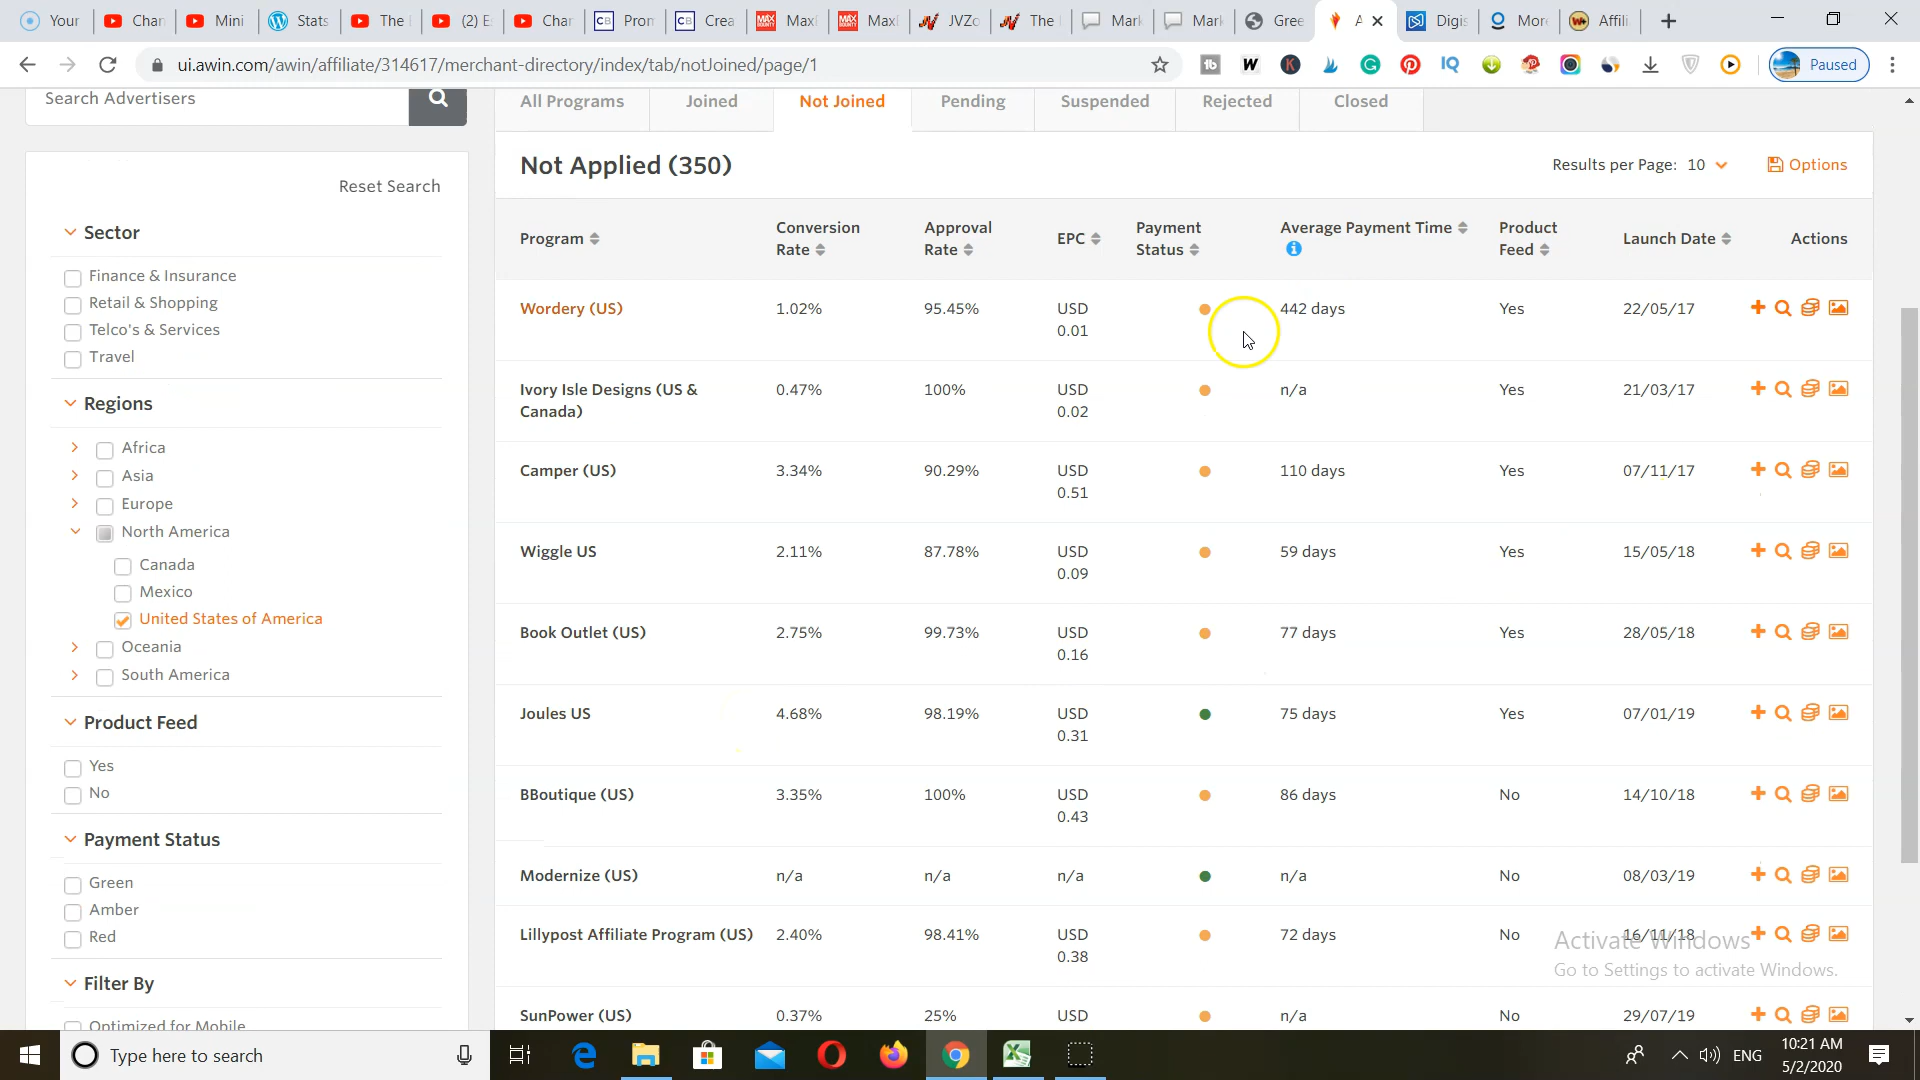 Your
Chan
Mini
Stats
The
(2) E
Chan
Pron
Crea
MaxB
MaxB
JVZo
The
Mark
Mark
Gree
A
Digis
More
Affili
ui.awin.com/awin/affiliate/314617/merchant-directory/index/tab/notJoined/page/1
Paused
Search Advertisers
All Programs Joined Not Joined Pending Suspended Rejected Closed
Not Applied (350)
Results per Page: 10 Options
Reset Search
Sector
Finance & Insurance
Retail & Shopping
Telco's & Services
Travel
Regions
Africa
Asia
Europe
North America
Canada
Mexico
United States of America
Oceania
South America
Product Feed
Yes
No
Payment Status
Green
Amber
Red
Filter By
Optimized for Mobile
Program Conversion Rate Approval Rate EPC Payment Status Average Payment Time Product Feed Launch Date Actions
Wordery (US) 1.02% 95.45% USD 0.01 442 days Yes 22/05/17
Ivory Isle Designs (US & Canada) 0.47% 100% USD 0.02 n/a Yes 21/03/17
Camper (US) 3.34% 90.29% USD 0.51 110 days Yes 07/11/17
Wiggle US 2.11% 87.78% USD 0.09 59 days Yes 15/05/18
Book Outlet (US) 2.75% 99.73% USD 0.16 77 days Yes 28/05/18
Joules US 4.68% 98.19% USD 0.31 75 days Yes 07/01/19
BBoutique (US) 3.35% 100% USD 0.43 86 days No 14/10/18
Modernize (US) n/a n/a n/a n/a No 08/03/19
Lillypost Affiliate Program (US) 2.40% 98.41% USD 0.38 72 days No 16/11/18
SunPower (US) 0.37% 25% USD n/a No 29/07/19
Activate Windows
Go to Settings to activate Windows.
Type here to search
ENG
10:21 AM
5/2/2020